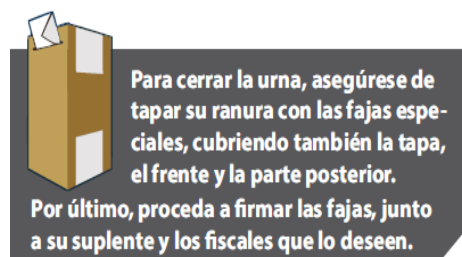 Para cerrar la urna, asegúrese de
tapar su ranura con las fajas espe-
ciales, cubriendo también la tapa,
el frente y la parte posterior.
Por último, proceda a firmar las fajas, junto
a su suplente y los fiscales que lo deseen.